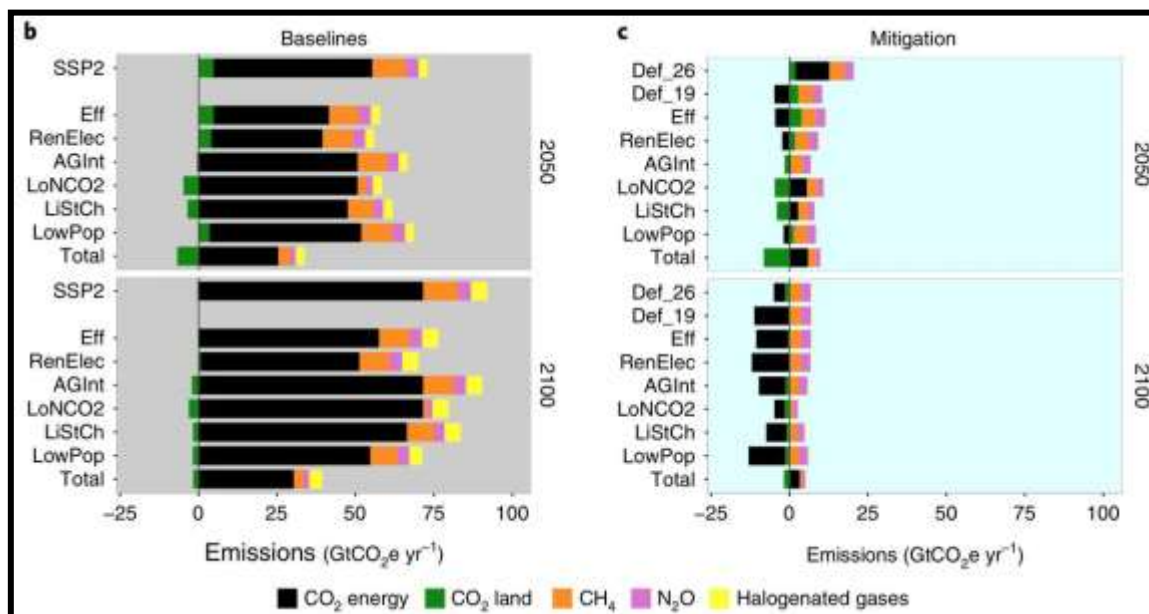 b
Baselines
SSP2
Eff
RenElec
AGInt
LoNCO2
LiStCh
LowPop
Total
2050
SSP2
Eff
RenElec
AGInt
LoNCO2
LiStCh
LowPop
Total
2100
−25 0 25 50 75 100
Emissions (GtCO₂e yr⁻¹)
c
Mitigation
Def_26
Def_19
Eff
RenElec
AGInt
LoNCO2
LiStCh
LowPop
Total
2050
Def_26
Def_19
Eff
RenElec
AGInt
LoNCO2
LiStCh
LowPop
Total
2100
−25 0 25 50 75 100
Emissions (GtCO₂e yr⁻¹)
CO₂ energy CO₂ land CH₄ N₂O Halogenated gases